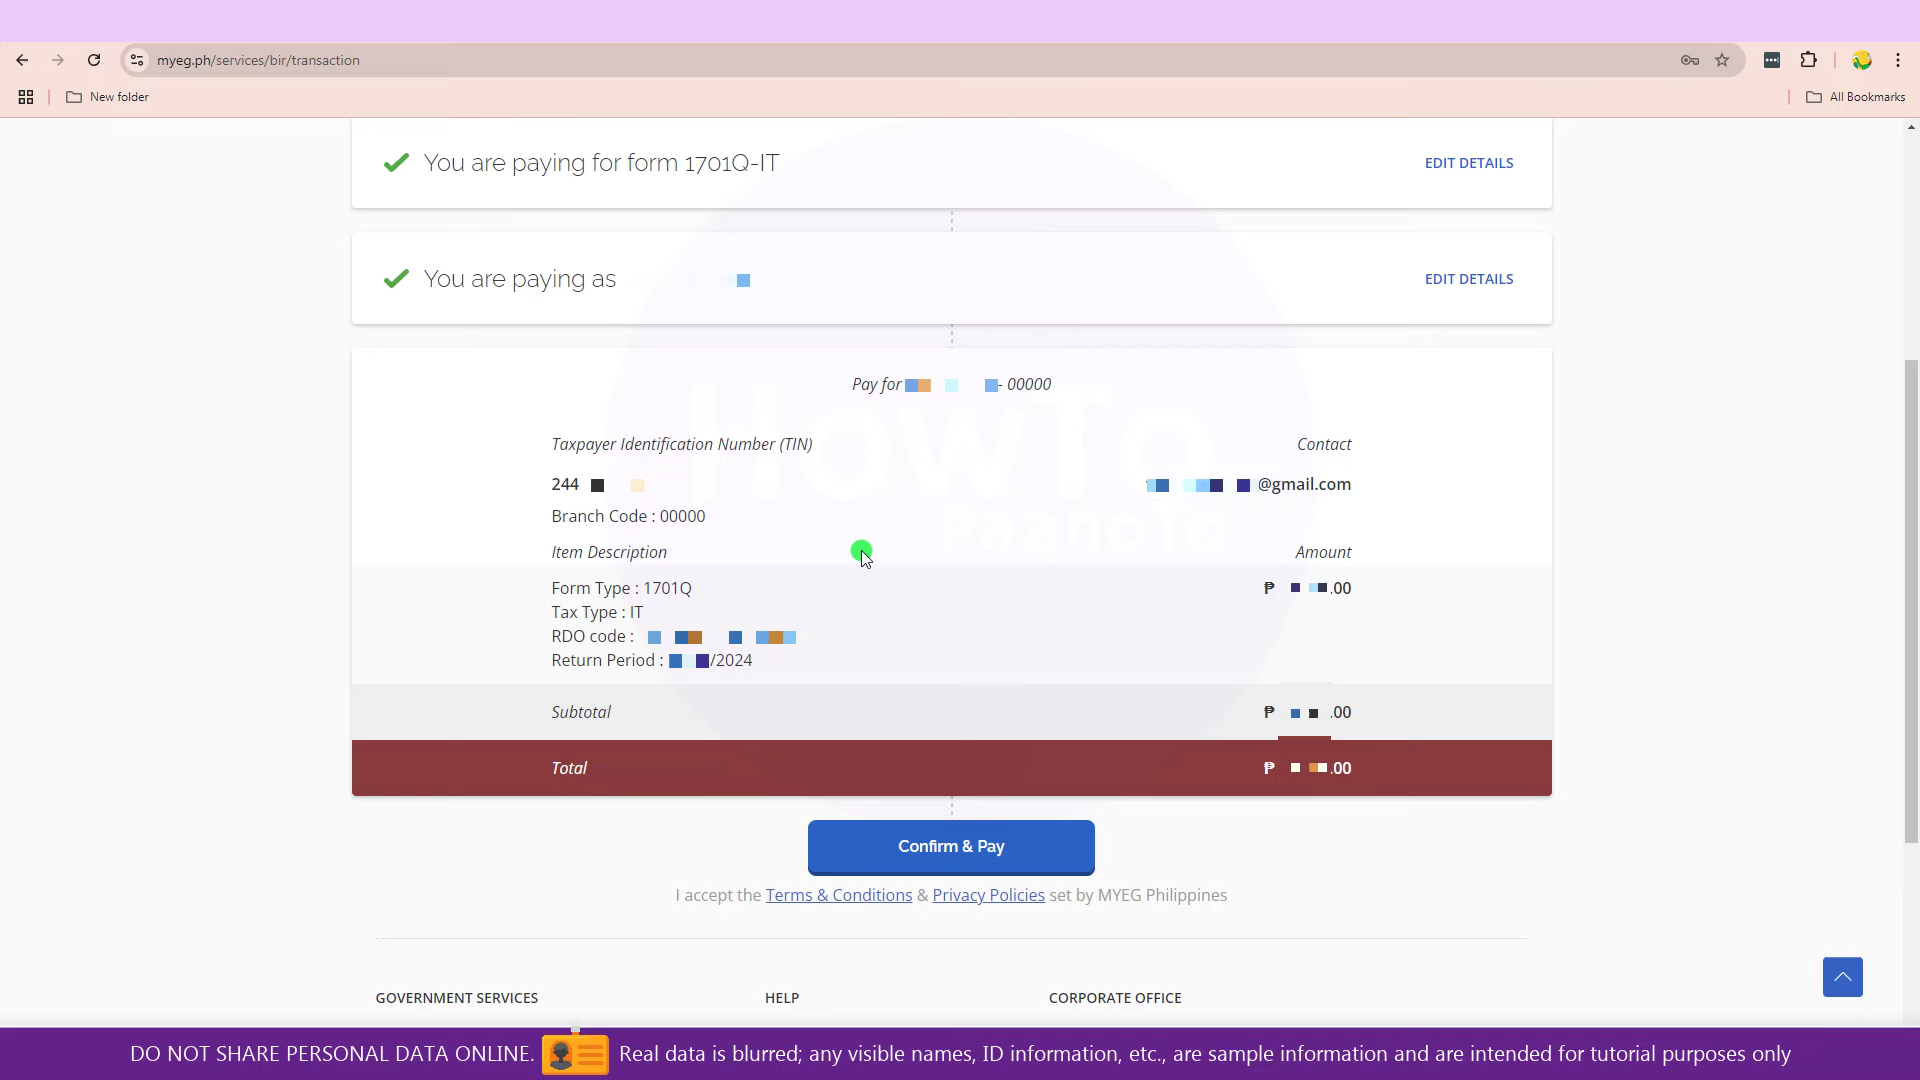 myeg.ph/services/bir/transaction
New folder
All Bookmarks
You are paying for form 1701Q-IT
EDIT DETAILS
You are paying as
EDIT DETAILS
Pay for - 00000
Taxpayer Identification Number (TIN)
Contact
244
@gmail.com
Branch Code : 00000
Item Description
Amount
Form Type : 1701Q
₱ .00
Tax Type : IT
RDO code :
Return Period : /2024
Subtotal
₱ .00
Total
₱ .00
HowTo
PaanoTo
Confirm & Pay
I accept the Terms & Conditions & Privacy Policies set by MYEG Philippines
GOVERNMENT SERVICES
HELP
CORPORATE OFFICE
DO NOT SHARE PERSONAL DATA ONLINE. Real data is blurred; any visible names, ID information, etc., are sample information and are intended for tutorial purposes only